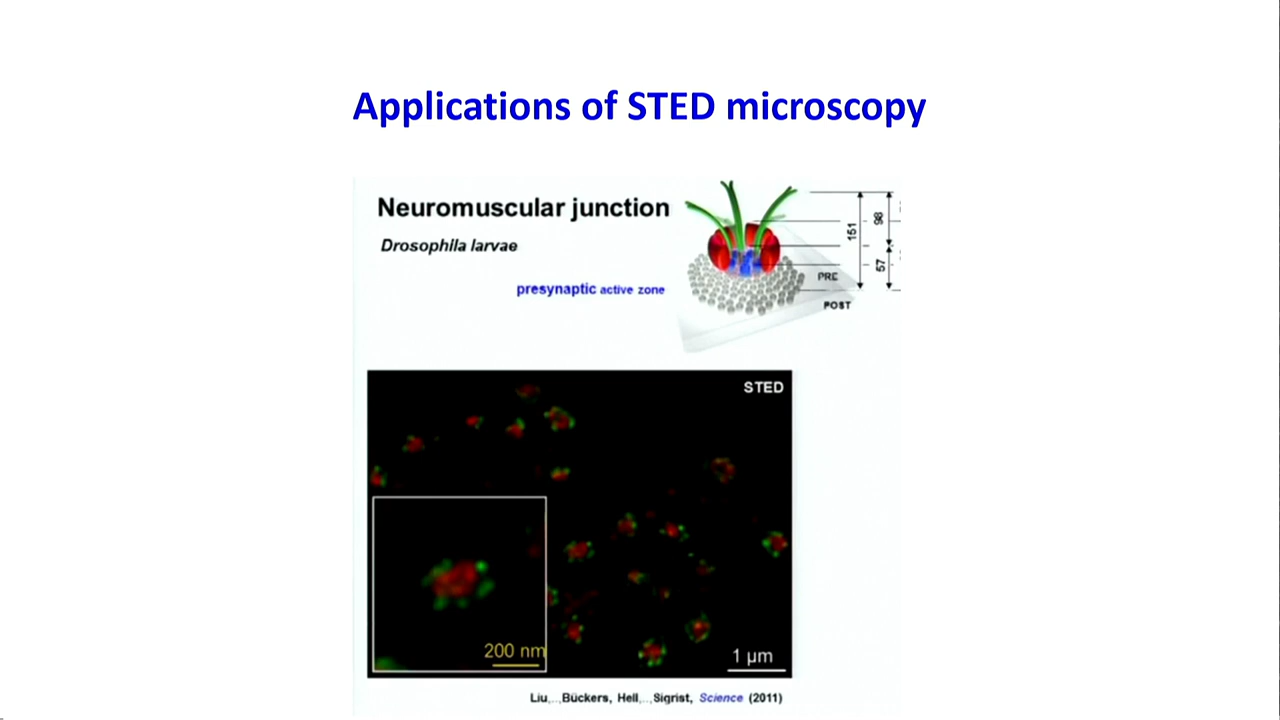 Applications of STED microscopy
Neuromuscular junction
Drosophila larvae
presynaptic active zone
151
98
57
PRE
POST
STED
200 nm
1 µm
Liu,..,Bückers, Hell,..,Sigrist, Science (2011)